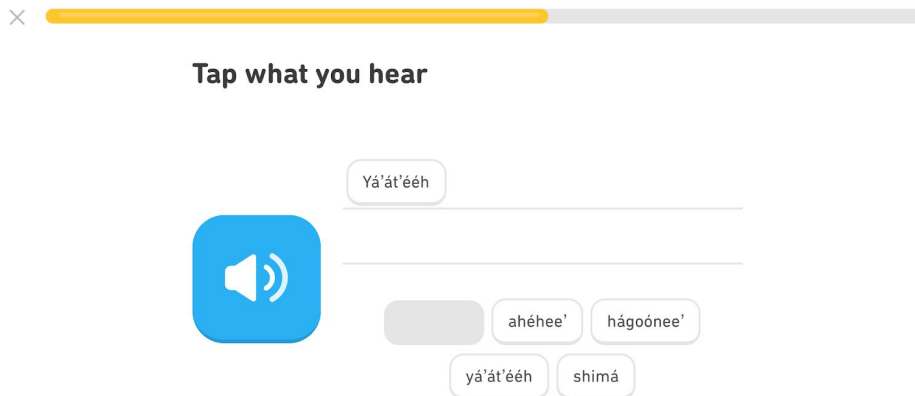 Tap what you hear
Yá’át’ééh
ahéhee’ hágoónee’
yá’át’ééh shimá